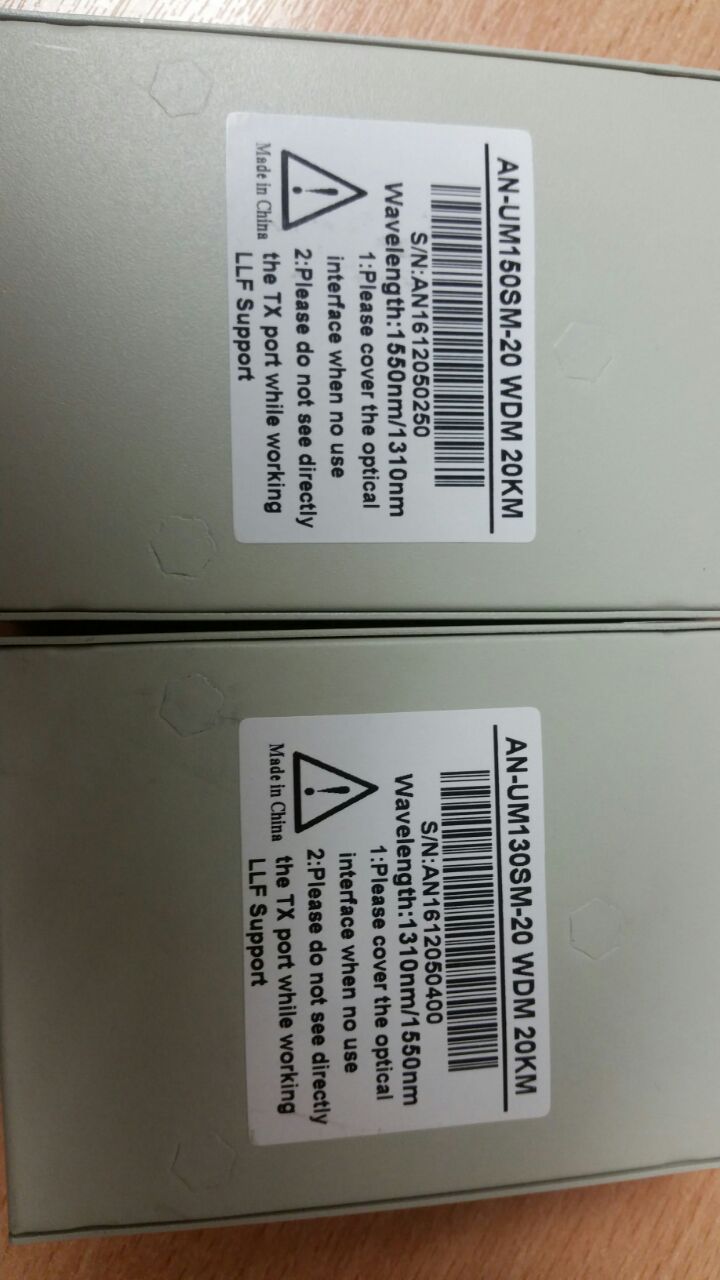 AN-UM150SM-20 WDM 20KM
S/N:AN1612050250
Wavelength:1550nm/1310nm
1:Please cover the optical
interface when no use
2:Please do not see directly
the TX port while working
LLF Support
Made in China
AN-UM130SM-20 WDM 20KM
S/N:AN1612050400
Wavelength:1310nm/1550nm
1:Please cover the optical
interface when no use
2:Please do not see directly
the TX port while working
LLF Support
Made in China